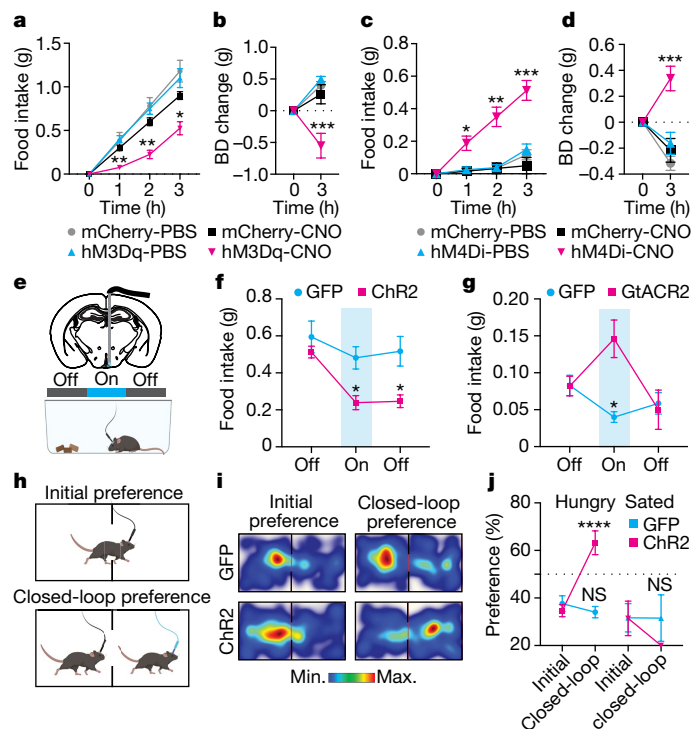 a
Food intake (g)
1.5
1.0
0.5
0
**
**
*
0 1 2 3
Time (h)
b
BD change (g)
1.0
0.5
0
−0.5
−1.0
***
0 3
Time (h)
c
Food intake (g)
0.8
0.6
0.4
0.2
0
*
**
***
0 1 2 3
Time (h)
d
BD change (g)
0.6
0.4
0.2
0
−0.2
−0.4
***
0 3
Time (h)
mCherry-PBS mCherry-CNO
hM3Dq-PBS hM3Dq-CNO
mCherry-PBS mCherry-CNO
hM4Di-PBS hM4Di-CNO
e
Off On Off
f
GFP ChR2
Food intake (g)
0.8
0.6
0.4
0.2
0
* *
Off On Off
g
GFP GtACR2
Food intake (g)
0.20
0.15
0.10
0.05
0
*
Off On Off
h
Initial preference
Closed-loop preference
i
Initial preference
Closed-loop preference
GFP
ChR2
Min. Max.
j
Hungry Sated
GFP
ChR2
Preference (%)
80
60
40
20
****
NS
NS
Initial
Closed-loop
Initial
closed-loop